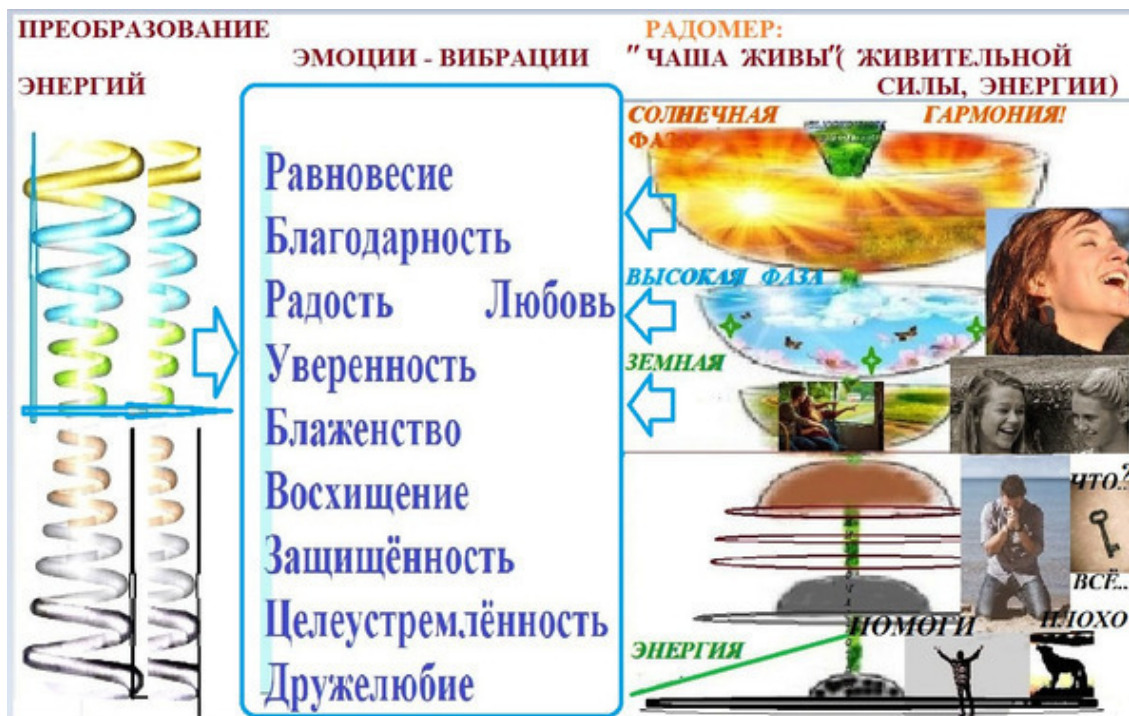 ПРЕОБРАЗОВАНИЕ
ЭНЕРГИЙ
ЭМОЦИИ - ВИБРАЦИИ
РАДОМЕР:
"ЧАША ЖИВЫ"( ЖИВИТЕЛЬНОЙ
СИЛЫ, ЭНЕРГИИ)
Равновесие
Благодарность
Радость Любовь
Уверенность
Блаженство
Восхищение
Защищённость
Целеустремлённость
Дружелюбие
СОЛНЕЧНАЯ ГАРМОНИЯ!
ФАЗА
ВЫСОКАЯ ФАЗА
ЗЕМНАЯ
ЧТО..?
ВСЁ..
ПЛОХО
ПОМОГИ
ЭНЕРГИЯ